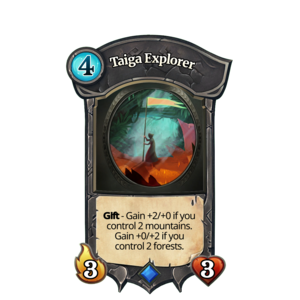 4
Taiga Explorer
Gift - Gain +2/+0 if you
control 2 mountains.
Gain +0/+2 if you
control 2 forests.
3
3